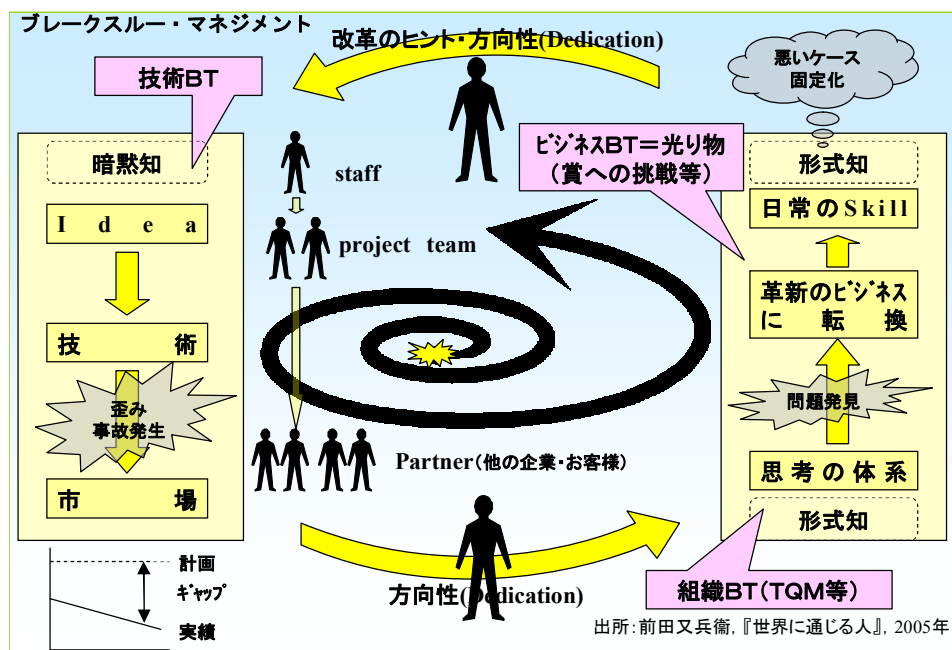 ブレークスルー・マネジメント
改革のヒント・方向性(Dedication)
技術BT
暗黙知
Idea
技術
歪み
事故発生
市場
計画
ギャップ
実績
staff
project team
Partner(他の企業・お客様)
方向性(Dedication)
悪いケース
固定化
ビジネスBT=光り物
(賞への挑戦等)
形式知
日常のSkill
革新のビジネス
に転換
問題発見
思考の体系
形式知
組織BT(TQM等)
出所:前田又兵衞,『世界に通じる人』, 2005年